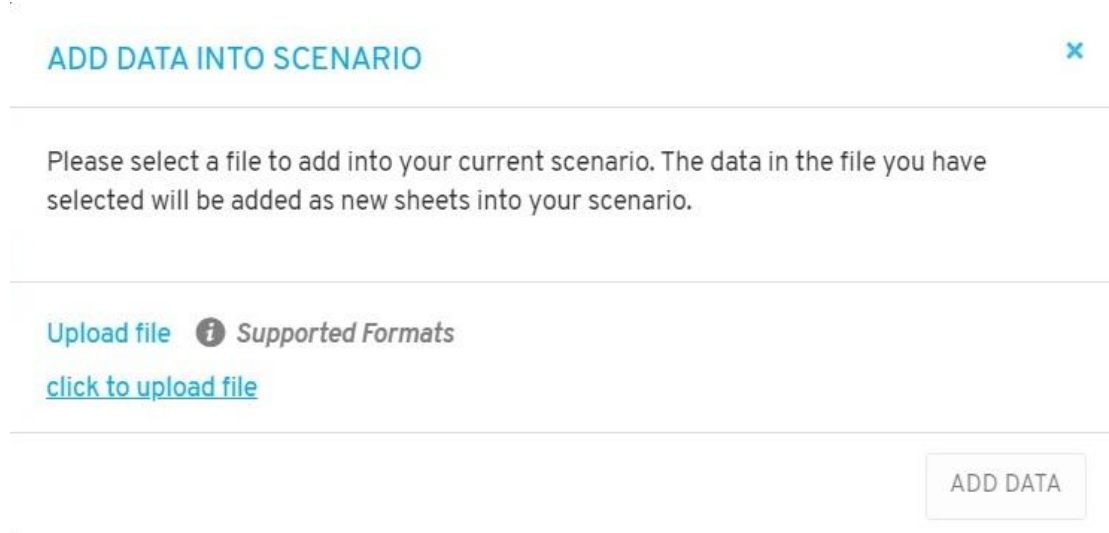 ADD DATA INTO SCENARIO
Please select a file to add into your current scenario. The data in the file you have
selected will be added as new sheets into your scenario.
Upload file Supported Formats
click to upload file
ADD DATA